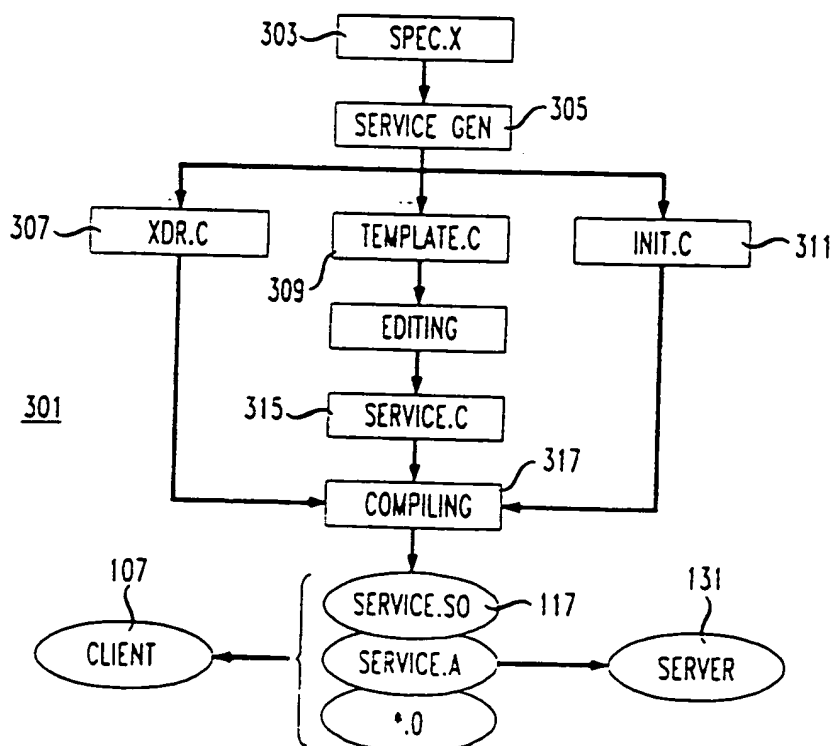 303
SPEC.X
SERVICE GEN
305
307
XDR.C
TEMPLATE.C
309
INIT.C
311
EDITING
301
315
SERVICE.C
317
COMPILING
107
CLIENT
SERVICE.SO
117
SERVICE.A
*.O
131
SERVER